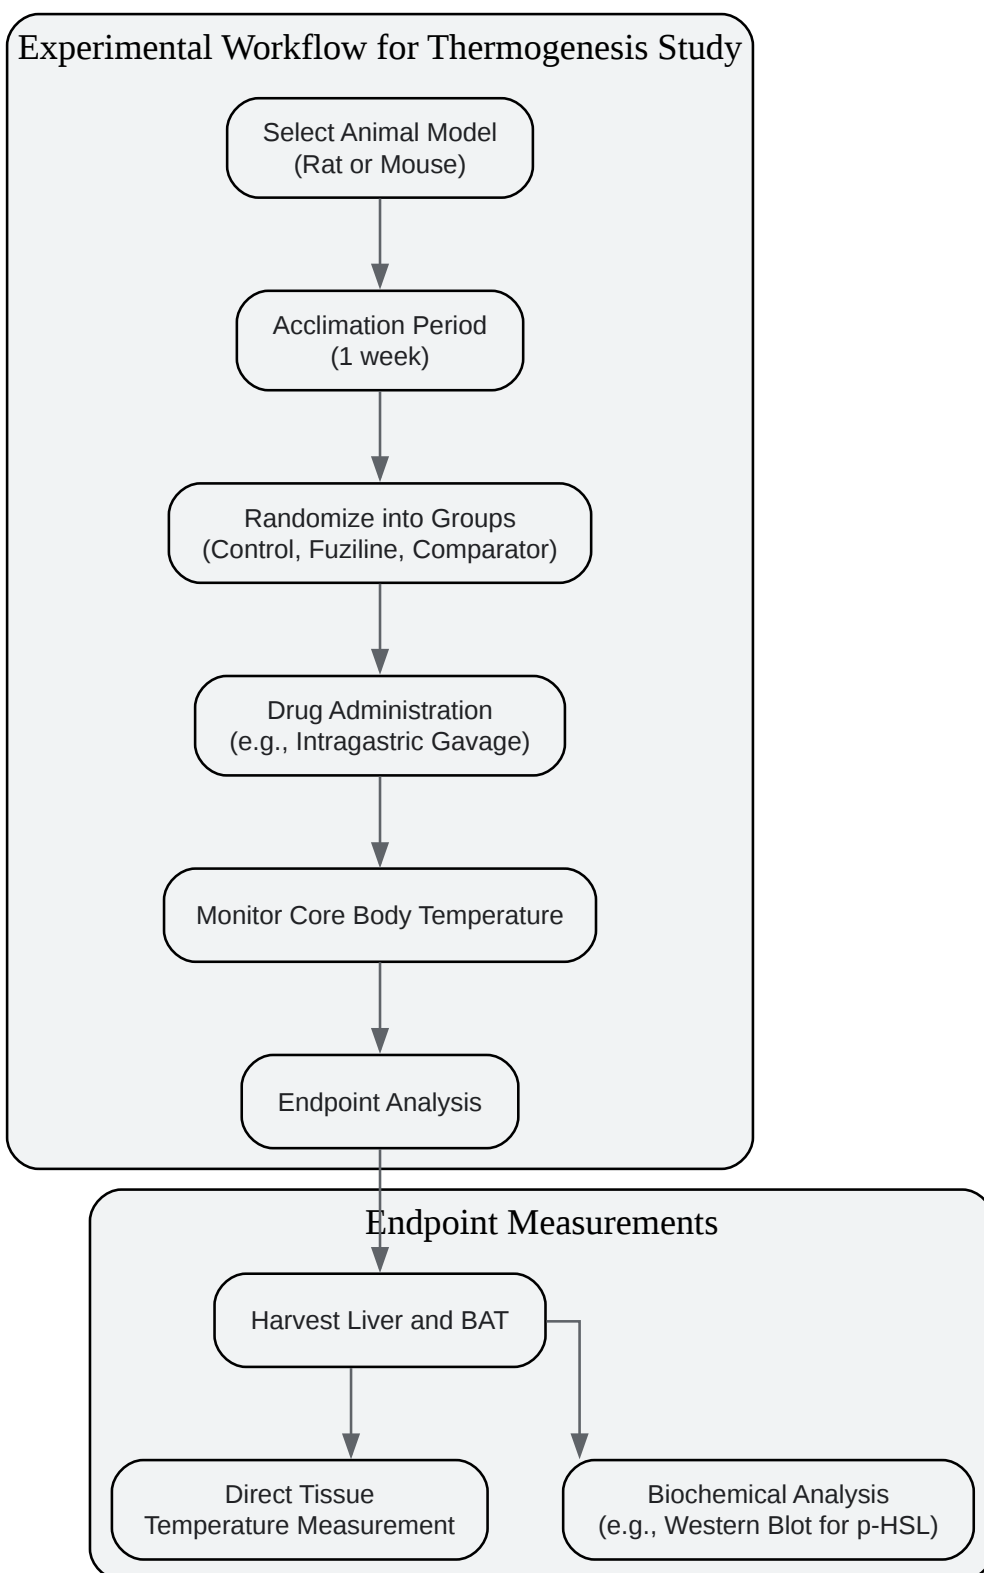 Experimental Workflow for Thermogenesis Study
Select Animal Model
(Rat or Mouse)
Acclimation Period
(1 week)
Randomize into Groups
(Control, Fuziline, Comparator)
Drug Administration
(e.g., Intragastric Gavage)
Monitor Core Body Temperature
Endpoint Analysis
Endpoint Measurements
Harvest Liver and BAT
Direct Tissue
Temperature Measurement
Biochemical Analysis
(e.g., Western Blot for p-HSL)